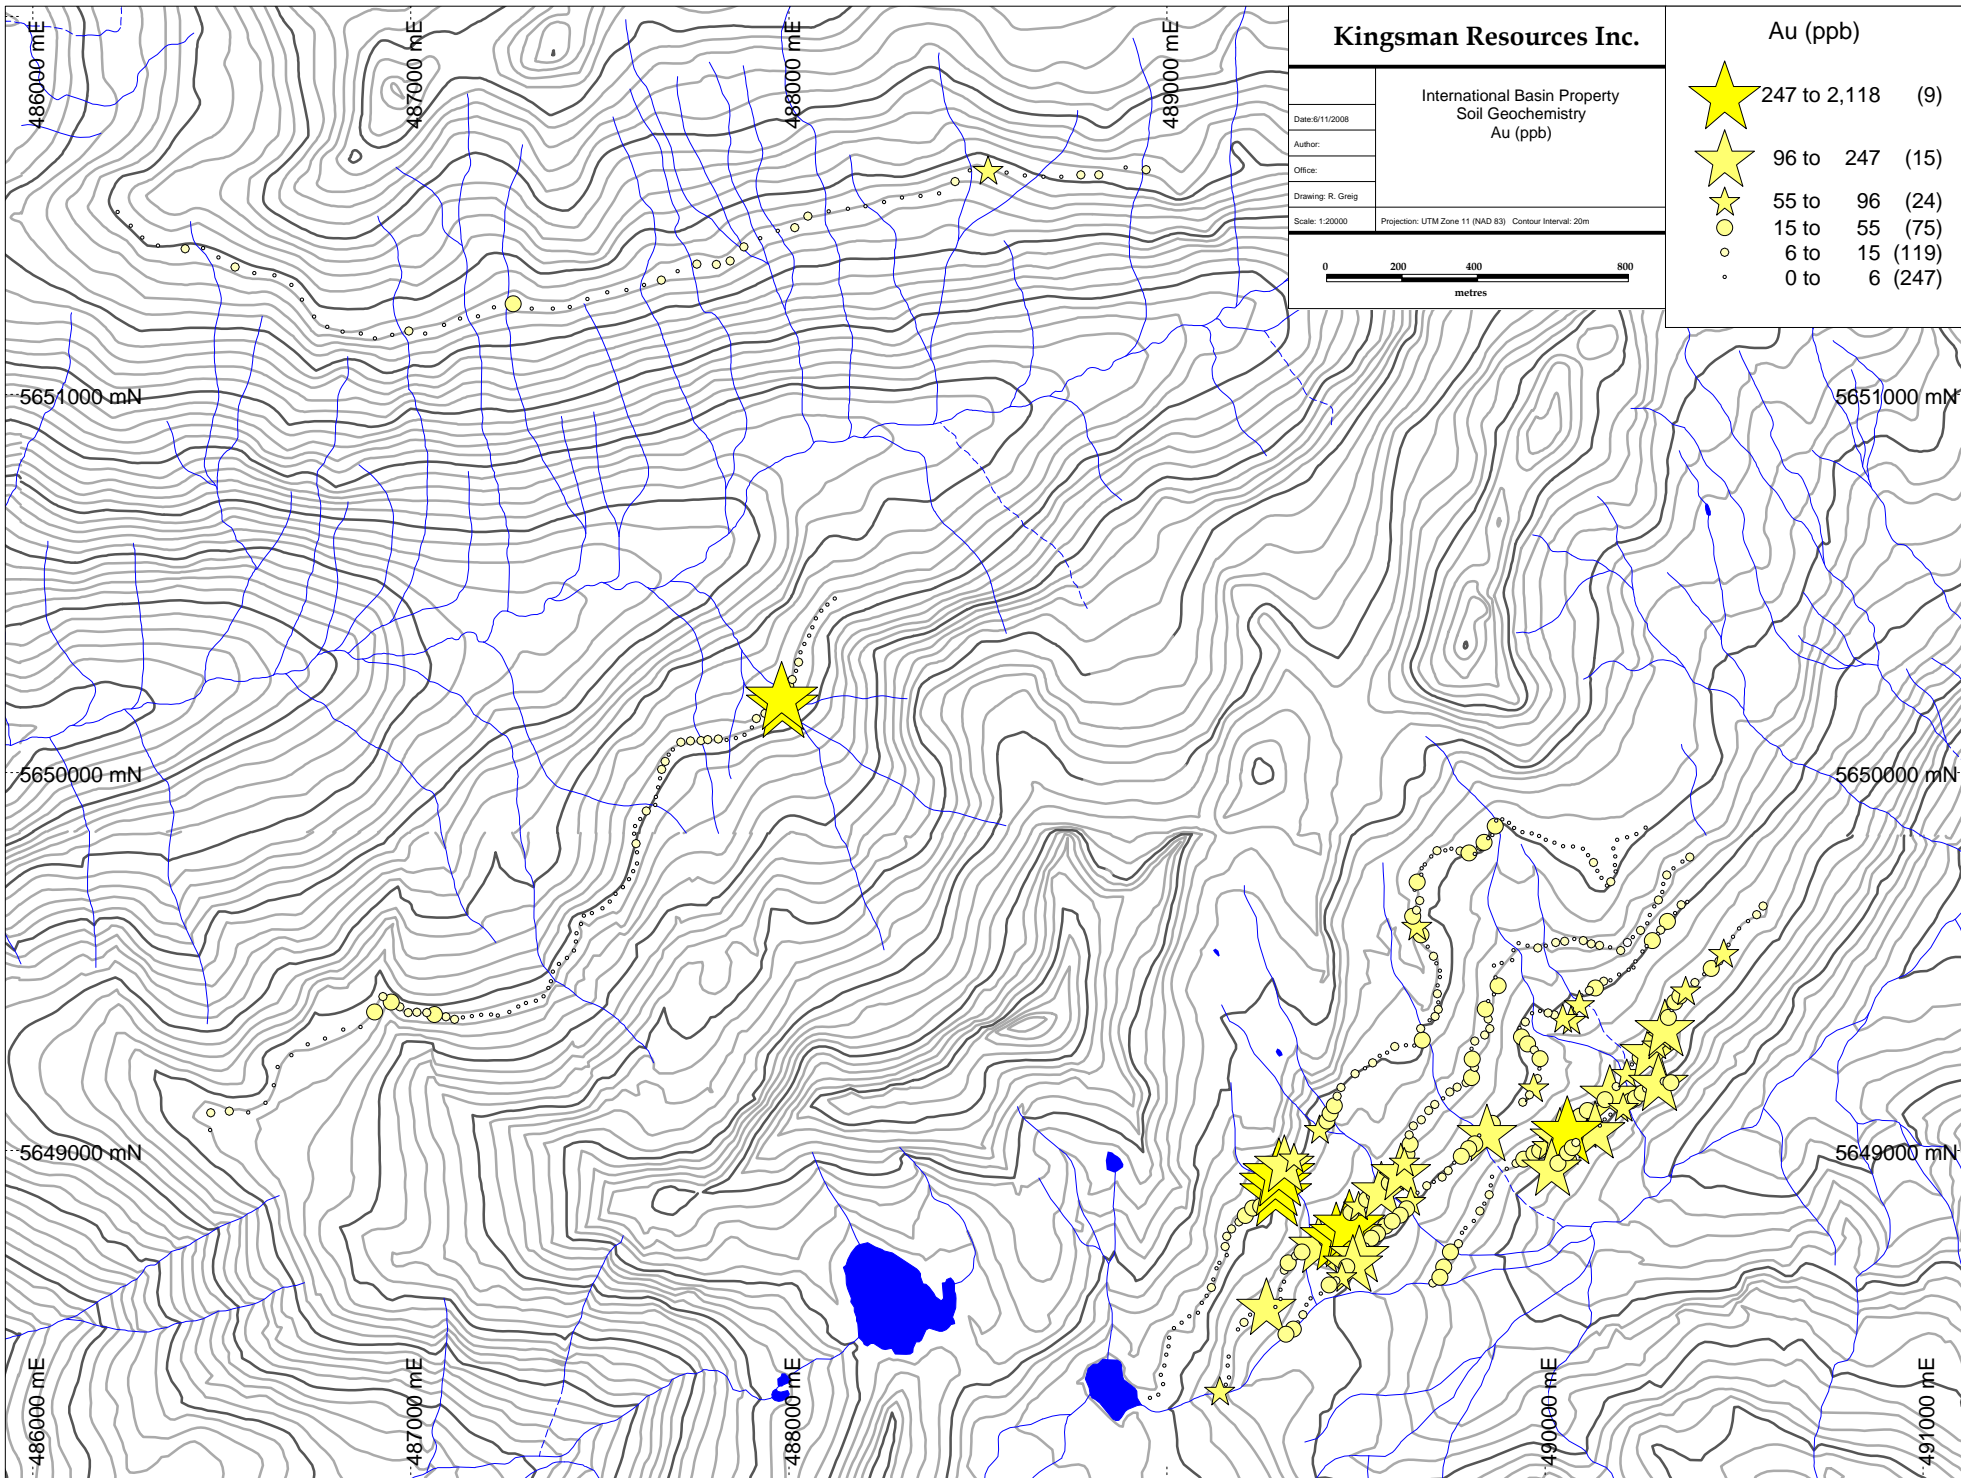 Kingsman Resources Inc.
International Basin Property
Soil Geochemistry
Au (ppb)
Date:6/11/2008
Author:
Office:
Drawing: R. Greig
Scale: 1:20000 Projection: UTM Zone 11 (NAD 83) Contour Interval: 20m
0 200 400 800
metres
Au (ppb)
247 to 2,118 (9)
96 to 247 (15)
55 to 96 (24)
15 to 55 (75)
6 to 15 (119)
0 to 6 (247)
486000 mE
487000 mE
488000 mE
489000 mE
5651000 mN
5651000 mN
5650000 mN
5650000 mN
5649000 mN
5649000 mN
486000 mE
487000 mE
488000 mE
490000 mE
491000 mE